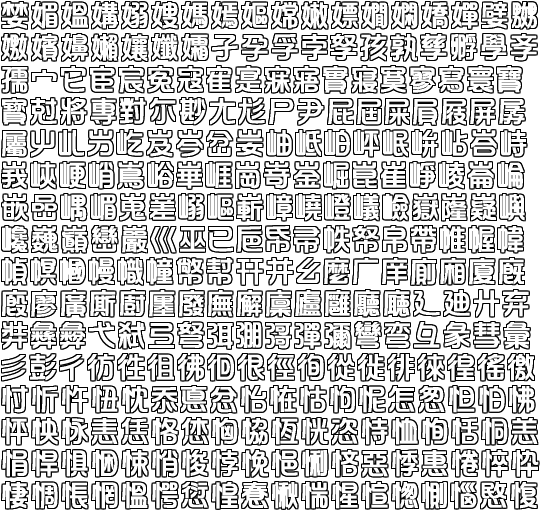 婪媚媼媾嫋嫂媽嫣嫗嫦嫩嫖嫺嫻嬌嬋嬖嬲
嫐嬪嬶嬾孃孅孀孑孕孚孛孥孩孰孳孵學斈
孺宀它宦宸寃寇寉寔寐寤實寢寞寥寫寰寶
寳尅將專對尓尠尢尨尸尹屁屆屎屓屐屏孱
屬屮乢屶屹岌岑岔妛岫岻岶岼岷峅岾峇峙
峩峽峺峭嶌峪崋崕崗嵜崟崛崑崔崢崚崙崘
嵌嵒嵎嵋嵬嵳嵶嶇嶄嶂嶢嶝嶬嶮嶽嶐嶷嶼
巉巍巓巒巖巛巫已巵帋帚帙帑帛帶帷幄幃
幀幎幗幔幟幢幤幇幵并幺麼广庠廁廂廈廐
廏廖廣廝廚廛廢廡廨廩廬廱廳廰廴廸廾弃
弉彝彜弋弑弖弩弭弸彁彈彌彎弯彑彖彗彙
彡彭彳彷徃徂彿徊很徑徇從徙徘徠徨徭徼
忖忻忤忸忱忝悳忿怡恠怙怐怩怎怱怛怕怫
怦怏怺恚恁恪恷恟恊恆恍恣恃恤恂恬恫恙
悁悍惧悃悚悄悛悖悗悒悧悋惡悸惠惓悴忰
悽惆悵惘慍愕愆惶惷愀惴惺愃愡惻惱愍愎